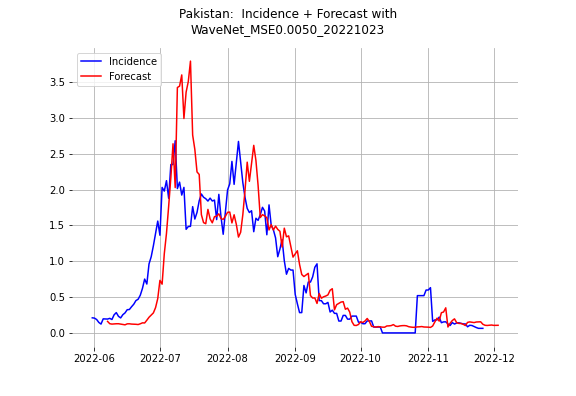 Pakistan:  Incidence + Forecast with
WaveNet_MSE0.0050_20221023
Incidence
Forecast
3.5
3.0
2.5
2.0
1.5
1.0
0.5
0.0
2022-06 2022-07 2022-08 2022-09 2022-10 2022-11 2022-12